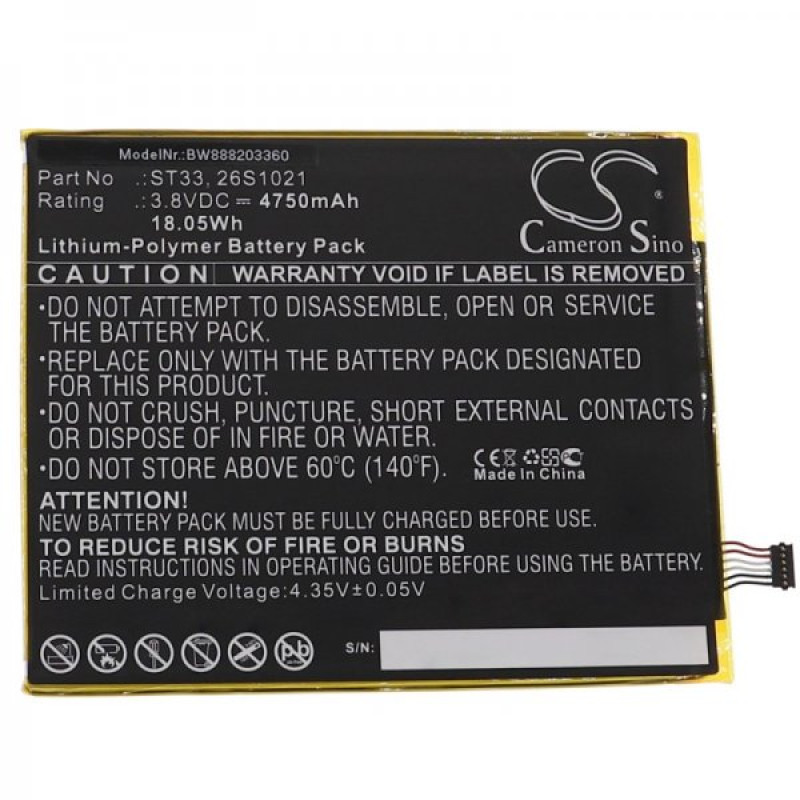 ModelNr.:BW888203360
Part No .:ST33, 26S1021
Rating .:3.8VDC ⎓ 4750mAh
18.05Wh
Lithium-Polymer Battery Pack
CS
Cameron Sino
®
CAUTION WARRANTY VOID IF LABEL IS REMOVED
•DO NOT ATTEMPT TO DISASSEMBLE, OPEN OR SERVICE
THE BATTERY PACK.
•REPLACE ONLY WITH THE BATTERY PACK DESIGNATED
FOR THIS PRODUCT.
•DO NOT CRUSH, PUNCTURE, SHORT EXTERNAL CONTACTS
OR DISPOSE OF IN FIRE OR WATER.
•DO NOT STORE ABOVE 60°C (140°F).
CE PC
Made In China
ATTENTION!
NEW BATTERY PACK MUST BE FULLY CHARGED BEFORE USE.
TO REDUCE RISK OF FIRE OR BURNS
READ INSTRUCTIONS IN OPERATING GUIDE BEFORE USING THE BATTERY.
Limited Charge Voltage:4.35V±0.05V
Pb
S/N: